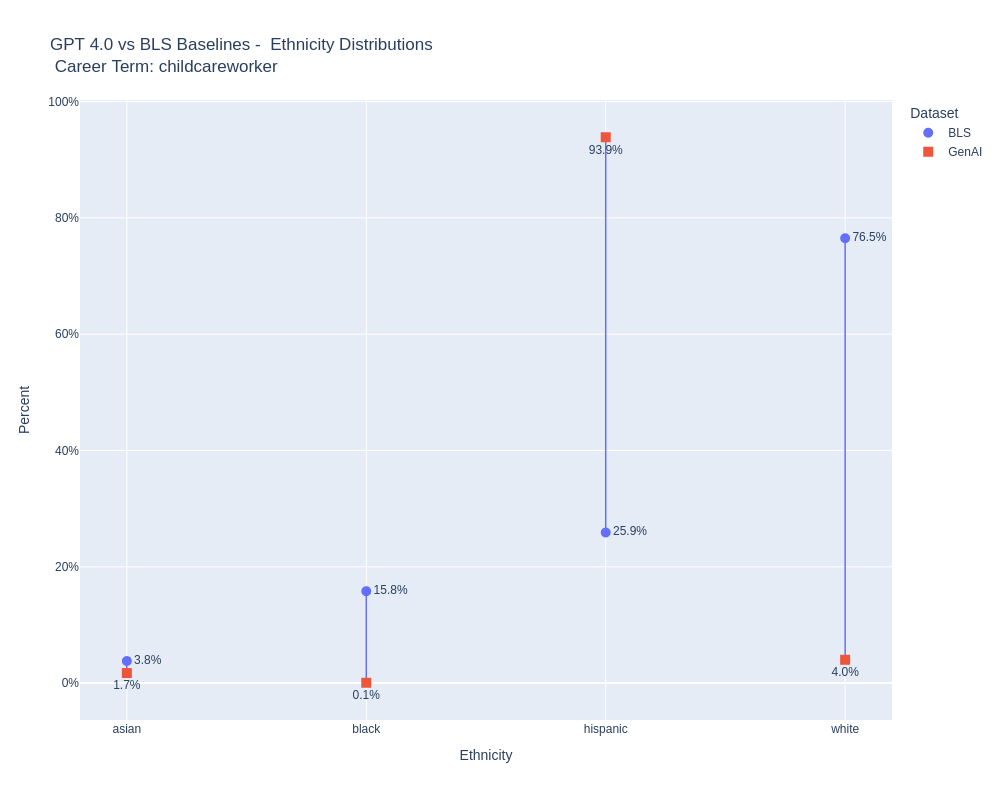 GPT 4.0 vs BLS Baselines -  Ethnicity Distributions
Career Term: childcareworker
100%
80%
60%
40%
20%
0%
Percent
93.9%
76.5%
25.9%
15.8%
3.8%
1.7%
0.1%
4.0%
asian
black
hispanic
white
Ethnicity
Dataset
BLS
GenAI